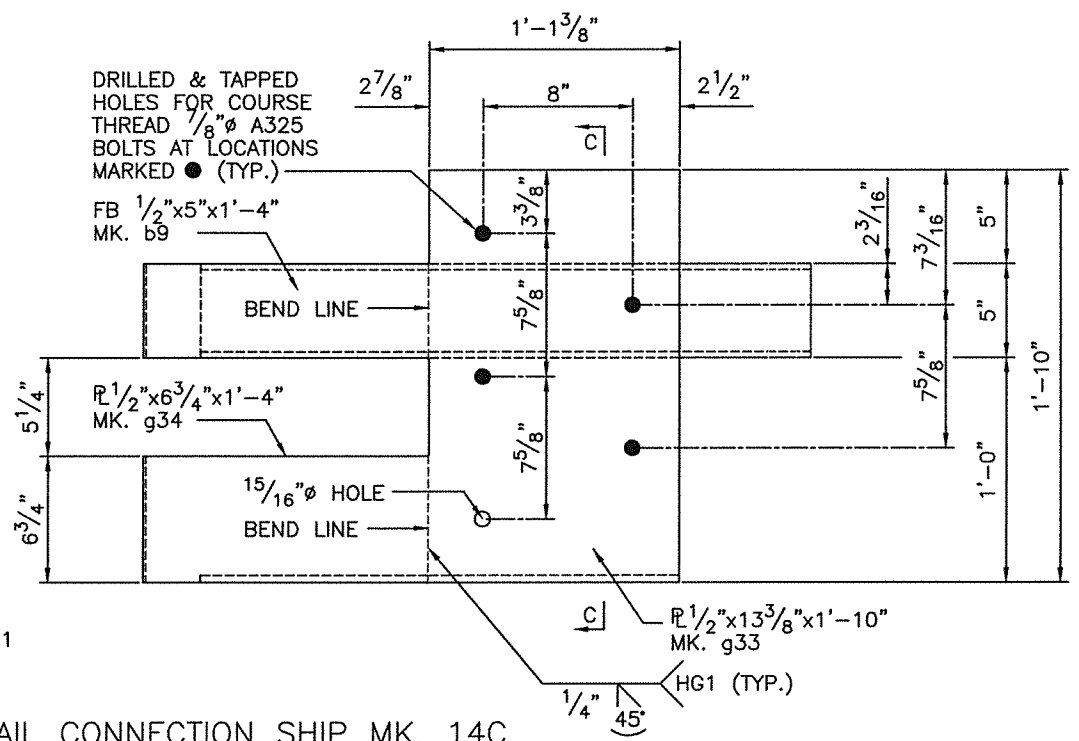 1'-1 3/8"
DRILLED & TAPPED
HOLES FOR COURSE
THREAD 7/8"ø A325
BOLTS AT LOCATIONS
MARKED ● (TYP.)
2 7/8"
8"
2 1/2"
C
FB 1/2"x5"x1'-4"
MK. b9
3 3/8"
2 3/16"
7 3/16"
5"
BEND LINE
7 5/8"
5"
7 5/8"
1'-10"
5 1/4"
℄ 1/2"x6 3/4"x1'-4"
MK. g34
7 5/8"
1'-0"
6 3/4"
15/16"ø HOLE
BEND LINE
C
℄ 1/2"x13 3/8"x1'-10"
MK. g33
1
1/4"
45°
HG1 (TYP.)
AIL CONNECTION SHIP MK. 14C